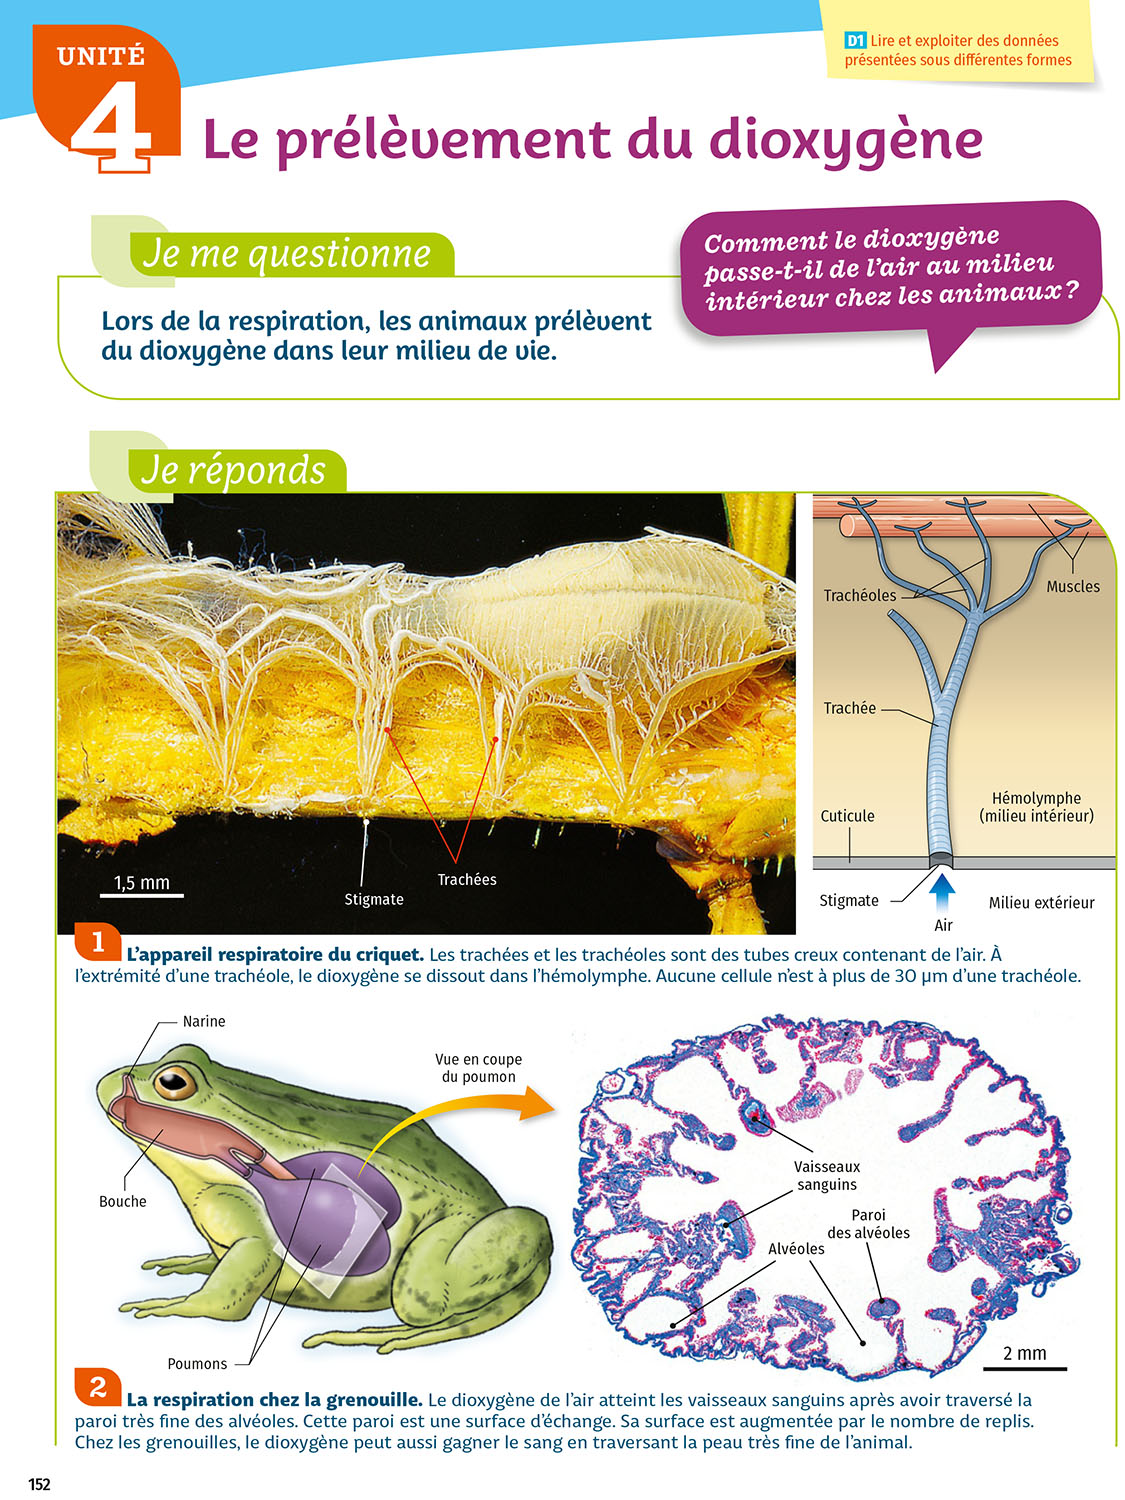 UNITÉ
4
D1 Lire et exploiter des données
présentées sous différentes formes
Le prélèvement du dioxygène
Je me questionne
Comment le dioxygène
passe-t-il de l'air au milieu
intérieur chez les animaux ?
Lors de la respiration, les animaux prélèvent
du dioxygène dans leur milieu de vie.
Je réponds
1,5 mm
Stigmate
Trachées
Trachéoles
Muscles
Trachée
Cuticule
Hémolymphe
(milieu intérieur)
Stigmate
Air
Milieu extérieur
1 L'appareil respiratoire du criquet. Les trachées et les trachéoles sont des tubes creux contenant de l'air. À
l'extrémité d'une trachéole, le dioxygène se dissout dans l'hémolymphe. Aucune cellule n'est à plus de 30 µm d'une trachéole.
Narine
Bouche
Poumons
Vue en coupe
du poumon
Vaisseaux
sanguins
Paroi
des alvéoles
Alvéoles
2 mm
2 La respiration chez la grenouille. Le dioxygène de l'air atteint les vaisseaux sanguins après avoir traversé la
paroi très fine des alvéoles. Cette paroi est une surface d'échange. Sa surface est augmentée par le nombre de replis.
Chez les grenouilles, le dioxygène peut aussi gagner le sang en traversant la peau très fine de l'animal.
152